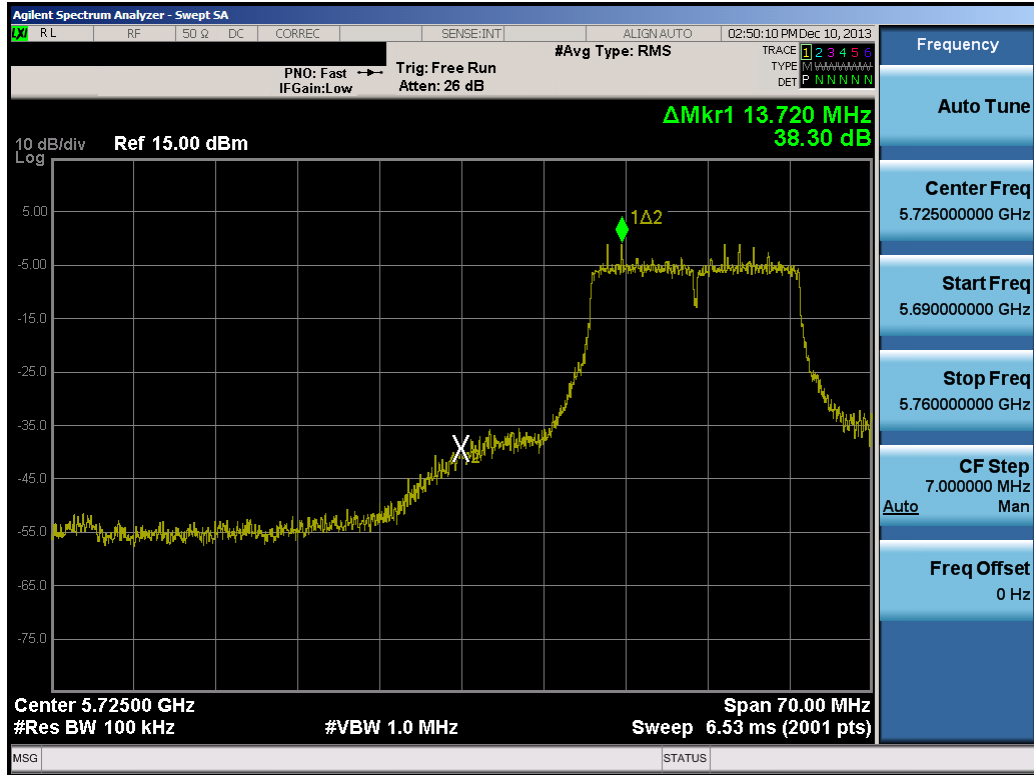 Agilent Spectrum Analyzer - Swept SA
LXI RL RF 50 Ω DC CORREC SENSE:INT ALIGN AUTO 02:50:10 PM Dec 10, 2013
#Avg Type: RMS
TRACE 1 2 3 4 5 6
TYPE M WWWWW
DET P N N N N N
PNO: Fast
IFGain:Low
Trig: Free Run
Atten: 26 dB
ΔMkr1 13.720 MHz
38.30 dB
10 dB/div
Log
Ref 15.00 dBm
5.00
-5.00
-15.0
-25.0
-35.0
-45.0
-55.0
-65.0
-75.0
1Δ2
X2
Center 5.72500 GHz
Span 70.00 MHz
#Res BW 100 kHz
#VBW 1.0 MHz
Sweep 6.53 ms (2001 pts)
MSG
STATUS
Frequency
Auto Tune
Center Freq
5.725000000 GHz
Start Freq
5.690000000 GHz
Stop Freq
5.760000000 GHz
CF Step
7.000000 MHz
Auto Man
Freq Offset
0 Hz